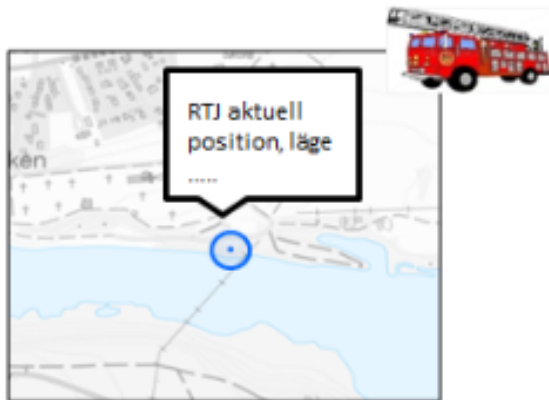 RTJ aktuell
position, läge
.....
ken